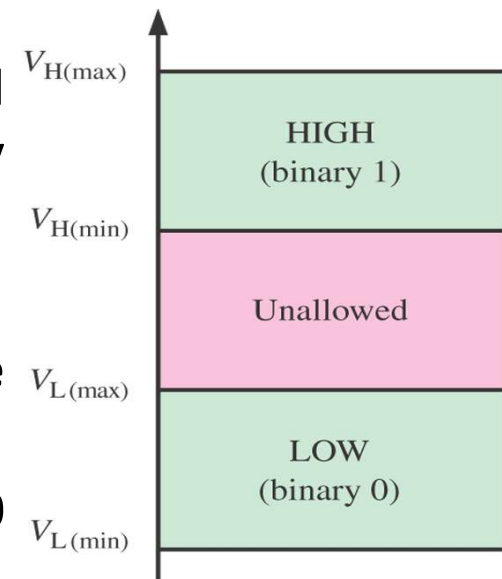 V_H(max)
HIGH
(binary 1)
V_H(min)
Unallowed
V_L(max)
LOW
(binary 0)
V_L(min)